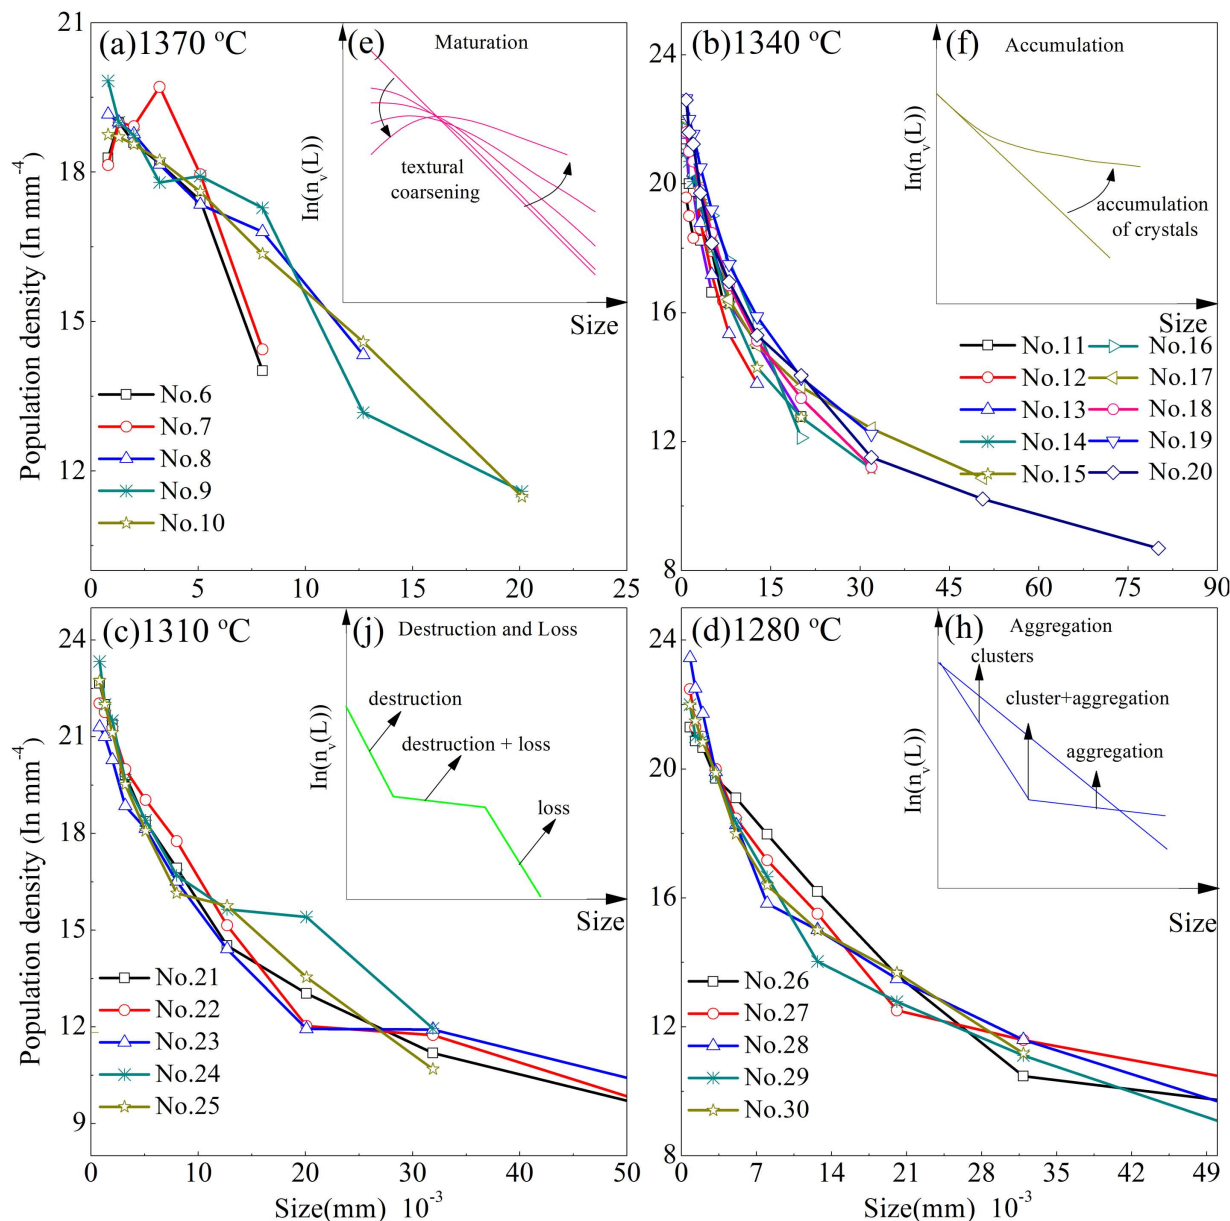 (a)1370 ºC
(e)
Maturation
textural
coarsening
In(nᵥ(L))
Size
Population density (In mm⁻⁴)
21
18
15
12
0
5
10
15
20
25
No.6
No.7
No.8
No.9
No.10
(b)1340 ºC
(f)
Accumulation
accumulation
of crystals
In(nᵥ(L))
Size
24
20
16
12
8
0
15
30
45
60
75
90
No.11
No.12
No.13
No.14
No.15
No.16
No.17
No.18
No.19
No.20
(c)1310 ºC
(j)
Destruction and Loss
destruction
destruction + loss
loss
In(nᵥ(L))
Size
Population density (In mm⁻⁴)
24
21
18
15
12
9
0
10
20
30
40
50
Size(mm) 10⁻³
No.21
No.22
No.23
No.24
No.25
(d)1280 ºC
(h)
Aggregation
clusters
cluster+aggregation
aggregation
In(nᵥ(L))
Size
24
20
16
12
8
0
7
14
21
28
35
42
49
Size(mm) 10⁻³
No.26
No.27
No.28
No.29
No.30